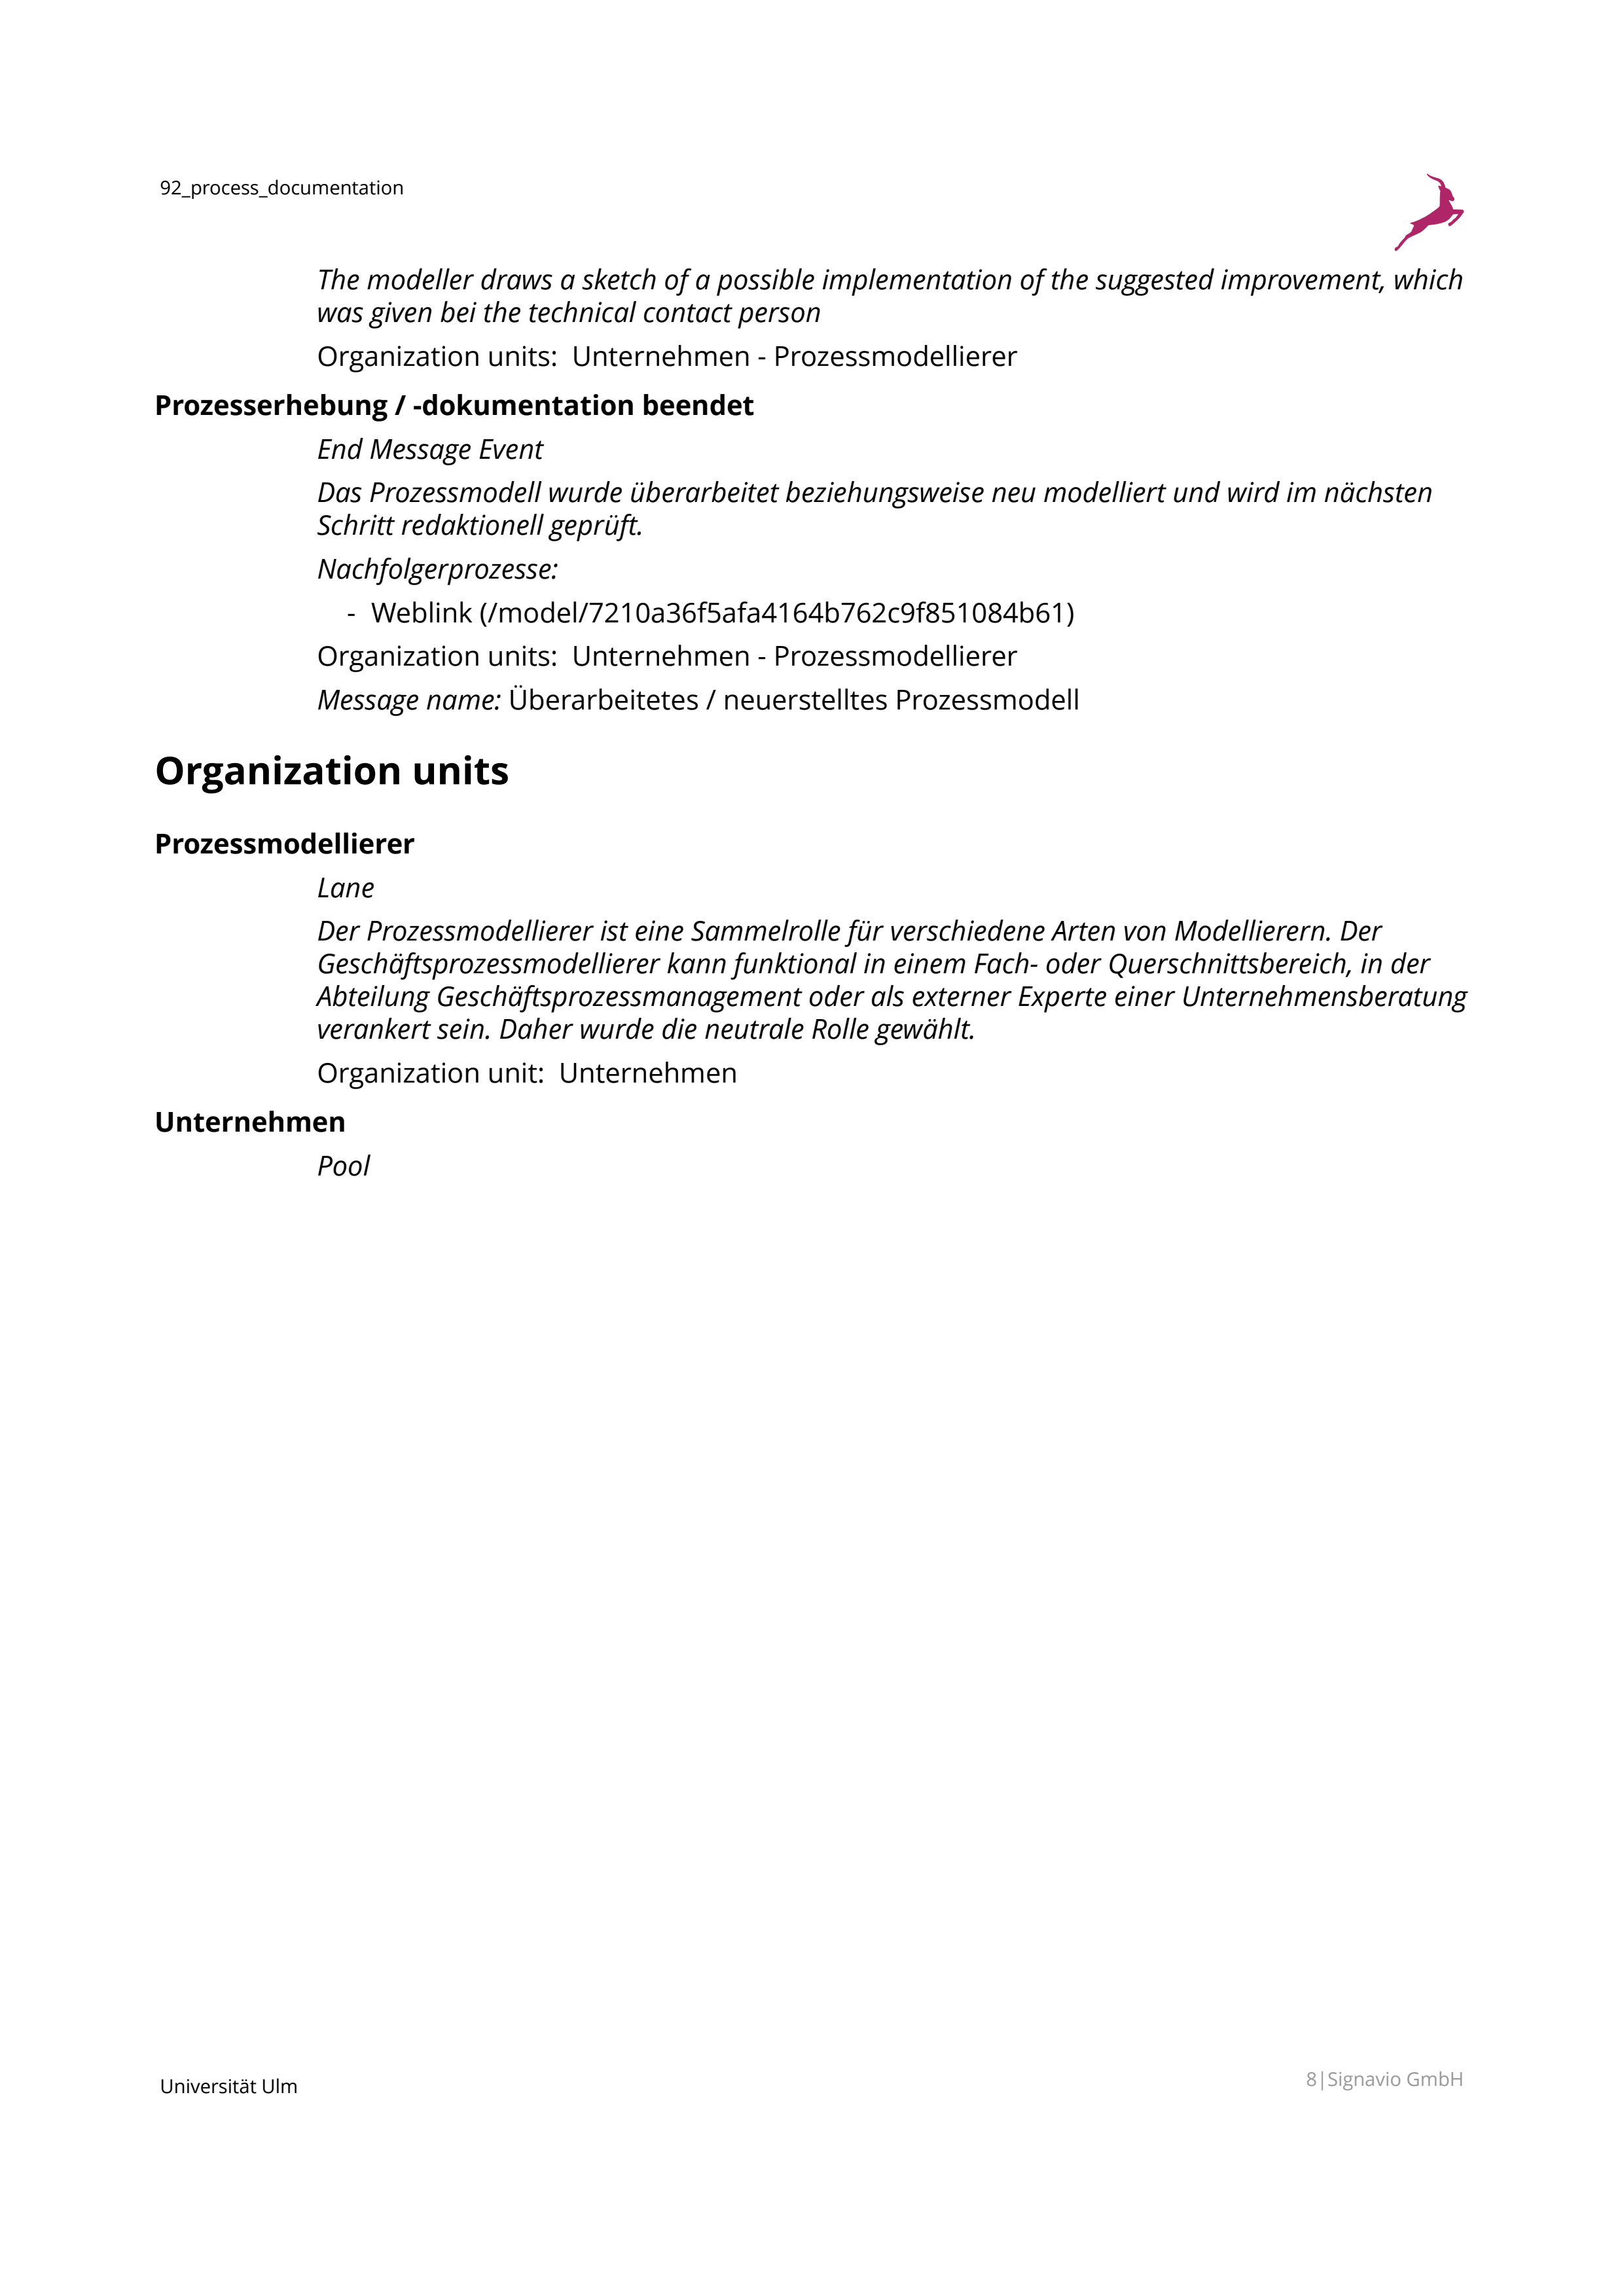 92_process_documentation
The modeller draws a sketch of a possible implementation of the suggested improvement, which
was given bei the technical contact person
Organization units:  Unternehmen - Prozessmodellierer
Prozesserhebung / -dokumentation beendet
End Message Event
Das Prozessmodell wurde überarbeitet beziehungsweise neu modelliert und wird im nächsten
Schritt redaktionell geprüft.
Nachfolgerprozesse:
- Weblink (/model/7210a36f5afa4164b762c9f851084b61)
Organization units:  Unternehmen - Prozessmodellierer
Message name: Überarbeitetes / neuerstelltes Prozessmodell
Organization units
Prozessmodellierer
Lane
Der Prozessmodellierer ist eine Sammelrolle für verschiedene Arten von Modellierern. Der
Geschäftsprozessmodellierer kann funktional in einem Fach- oder Querschnittsbereich, in der
Abteilung Geschäftsprozessmanagement oder als externer Experte einer Unternehmensberatung
verankert sein. Daher wurde die neutrale Rolle gewählt.
Organization unit:  Unternehmen
Unternehmen
Pool
Universität Ulm
8|Signavio GmbH